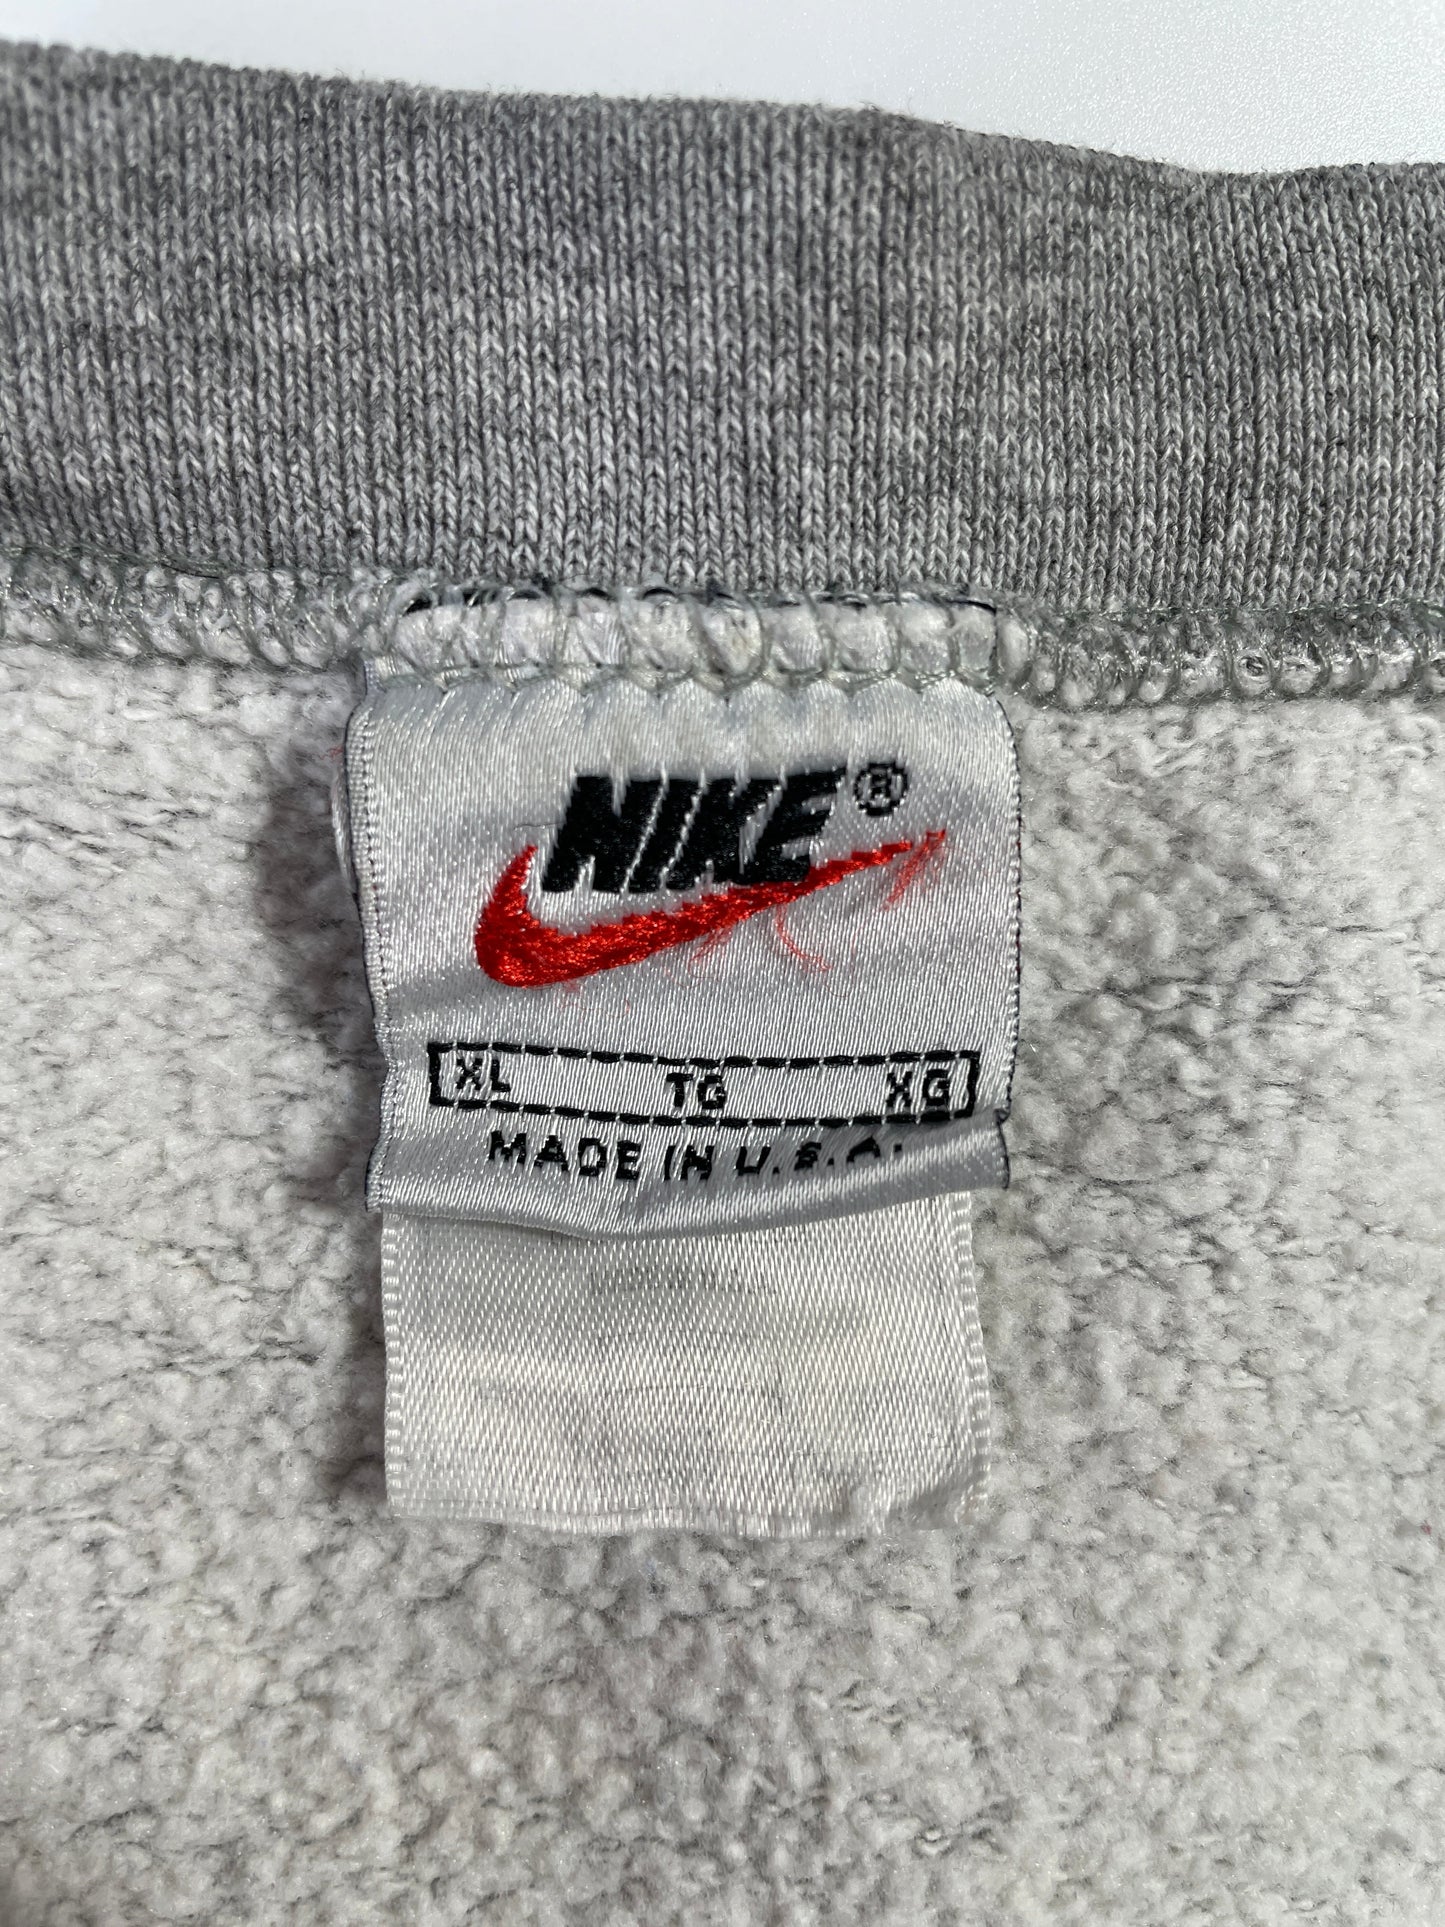 NIKE®
XL TG XG
MADE IN U.S.A.